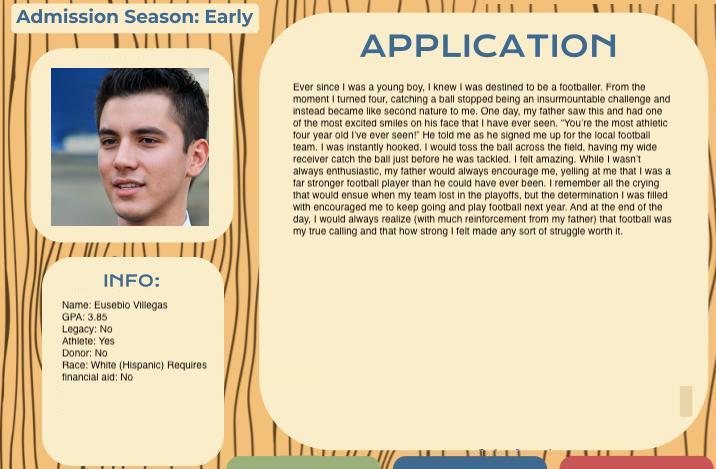 Admission Season: Early
APPLICATION
Ever since I was a young boy, I knew I was destined to be a footballer. From the
moment I turned four, catching a ball stopped being an insurmountable challenge and
instead became like second nature to me. One day, my father saw this and had one
of the most excited smiles on his face that I have ever seen. "You're the most athletic
four year old I've ever seen!" He told me as he signed me up for the local football
team. I was instantly hooked. I would toss the ball across the field, having my wide
receiver catch the ball just before he was tackled. I felt amazing. While I wasn't
always enthusiastic, my father would always encourage me, yelling at me that I was a
far stronger football player than he could have ever been. I remember all the crying
that would ensue when my team lost in the playoffs, but the determination I was filled
with encouraged me to keep going and play football next year. And at the end of the
day, I would always realize (with much reinforcement from my father) that football was
my true calling and that how strong I felt made any sort of struggle worth it.
INFO:
Name: Eusebio Villegas
GPA: 3.85
Legacy: No
Athlete: Yes
Donor: No
Race: White (Hispanic) Requires
financial aid: No